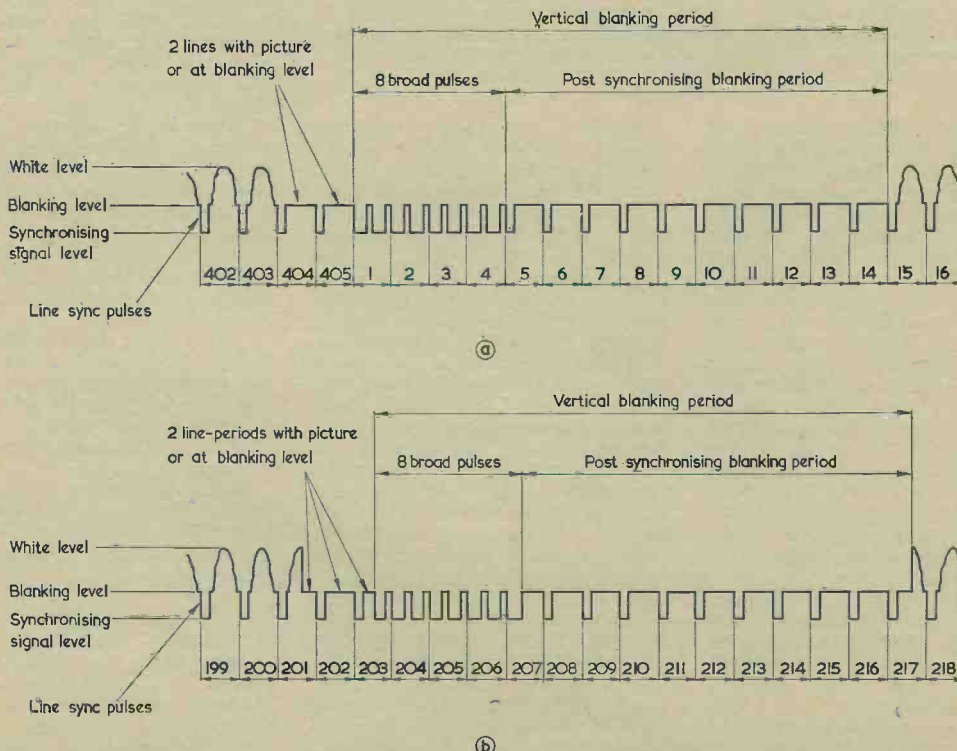 Vertical blanking period
2 lines with picture
or at blanking level
8 broad pulses
Post synchronising blanking period
White level
Blanking level
Synchronising
signal level
402 403 404 405 1 2 3 4 5 6 7 8 9 10 11 12 13 14 15 16
Line sync pulses
a
Vertical blanking period
2 line-periods with picture
or at blanking level
8 broad pulses
Post synchronising blanking period
White level
Blanking level
Synchronising
signal level
199 200 201 202 203 204 205 206 207 208 209 210 211 212 213 214 215 216 217 218
Line sync pulses
b